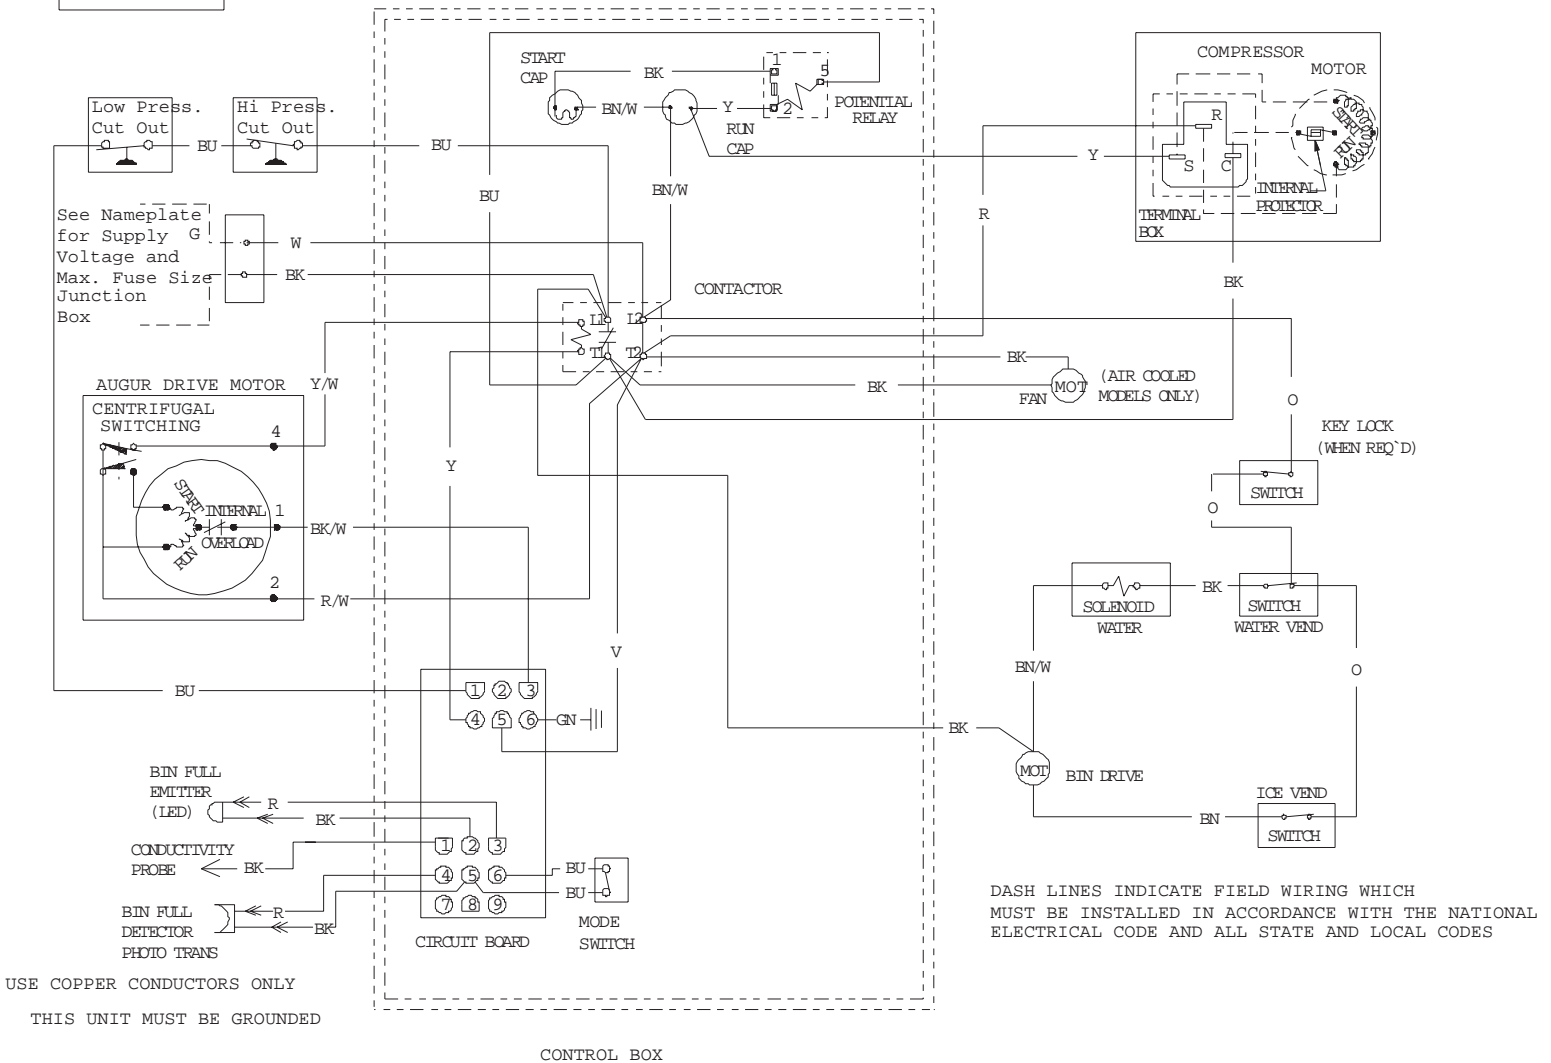 START
CAP
BK
1
5
BN/W
Y
2
POTENTIAL
RELAY
RUN
CAP
COMPRESSOR
MOTOR
R
START
RUN
S
C
INTERNAL
PROTECTOR
TERMINAL
BOX
Low Press.
Cut Out
Hi Press.
Cut Out
BU
BU
BU
BN/W
Y
R
BK
See Nameplate
for Supply
Voltage and
Max. Fuse Size
Junction
Box
G
W
BK
CONTACTOR
L1
L2
T1
T2
BK
BK
FAN
MOT
(AIR COOLED
MODELS ONLY)
AUGUR DRIVE MOTOR
Y/W
CENTRIFUGAL
SWITCHING
4
START
INTERNAL
OVERLOAD
RUN
1
2
BK/W
R/W
Y
V
O
KEY LOCK
(WHEN REQ`D)
SWITCH
O
BK
SOLENOID
WATER
SWITCH
WATER VEND
BN/W
O
BU
1
2
3
4
5
6
GN
BK
MOT
BIN DRIVE
ICE VEND
BN
SWITCH
BIN FULL
EMITTER
(LED)
R
BK
CONDUCTIVITY
PROBE
BK
1
2
3
4
5
6
7
8
9
BU
BU
MODE
SWITCH
BIN FULL
DETECTOR
PHOTO TRANS
R
BK
CIRCUIT BOARD
DASH LINES INDICATE FIELD WIRING WHICH
MUST BE INSTALLED IN ACCORDANCE WITH THE NATIONAL
ELECTRICAL CODE AND ALL STATE AND LOCAL CODES
USE COPPER CONDUCTORS ONLY
THIS UNIT MUST BE GROUNDED
CONTROL BOX